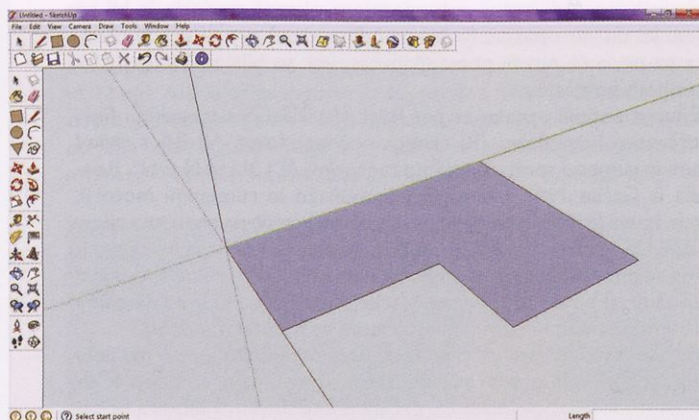 Untitled - SketchUp
File Edit View Camera Draw Tools Window Help
Select start point
Length